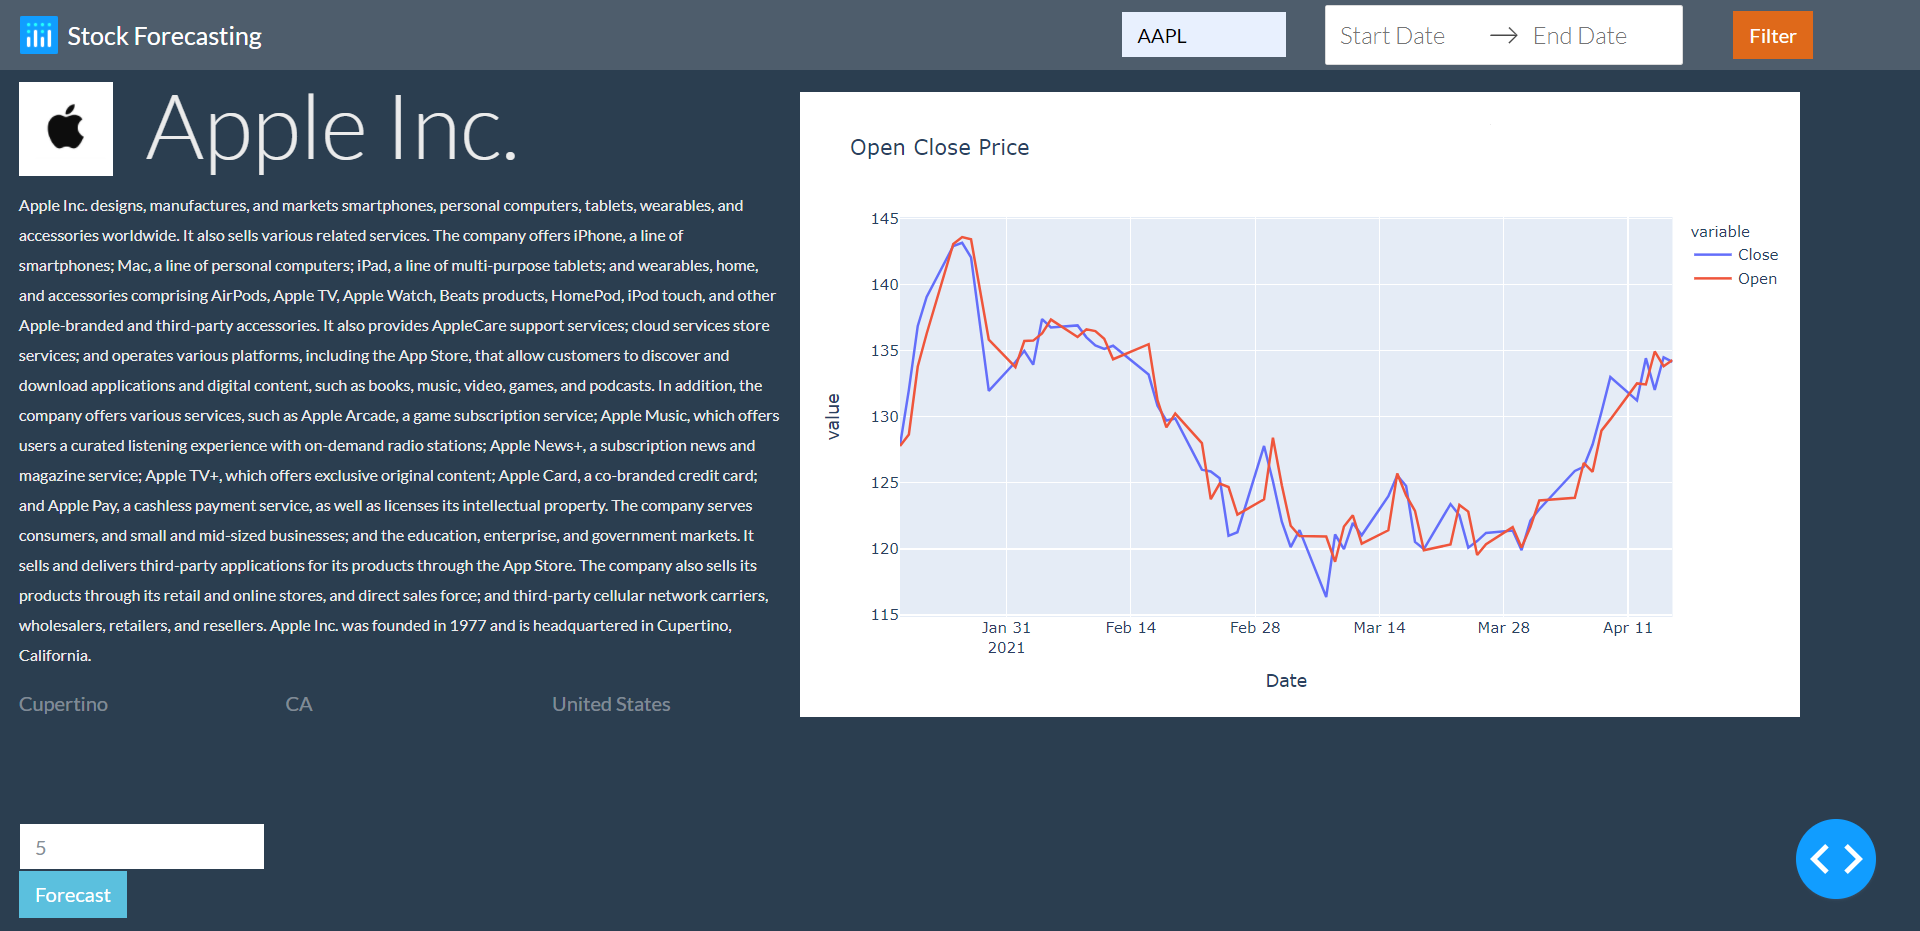 Stock Forecasting
AAPL
Start Date
End Date
Filter
Apple Inc.
Apple Inc. designs, manufactures, and markets smartphones, personal computers, tablets, wearables, and
accessories worldwide. It also sells various related services. The company offers iPhone, a line of
smartphones; Mac, a line of personal computers; iPad, a line of multi-purpose tablets; and wearables, home,
and accessories comprising AirPods, Apple TV, Apple Watch, Beats products, HomePod, iPod touch, and other
Apple-branded and third-party accessories. It also provides AppleCare support services; cloud services store
services; and operates various platforms, including the App Store, that allow customers to discover and
download applications and digital content, such as books, music, video, games, and podcasts. In addition, the
company offers various services, such as Apple Arcade, a game subscription service; Apple Music, which offers
users a curated listening experience with on-demand radio stations; Apple News+, a subscription news and
magazine service; Apple TV+, which offers exclusive original content; Apple Card, a co-branded credit card;
and Apple Pay, a cashless payment service, as well as licenses its intellectual property. The company serves
consumers, and small and mid-sized businesses; and the education, enterprise, and government markets. It
sells and delivers third-party applications for its products through the App Store. The company also sells its
products through its retail and online stores, and direct sales force; and third-party cellular network carriers,
wholesalers, retailers, and resellers. Apple Inc. was founded in 1977 and is headquartered in Cupertino,
California.
Cupertino
CA
United States
5
Forecast
Open Close Price
145
140
135
130
125
120
115
value
Jan 31
2021
Feb 14
Feb 28
Mar 14
Mar 28
Apr 11
Date
variable
Close
Open